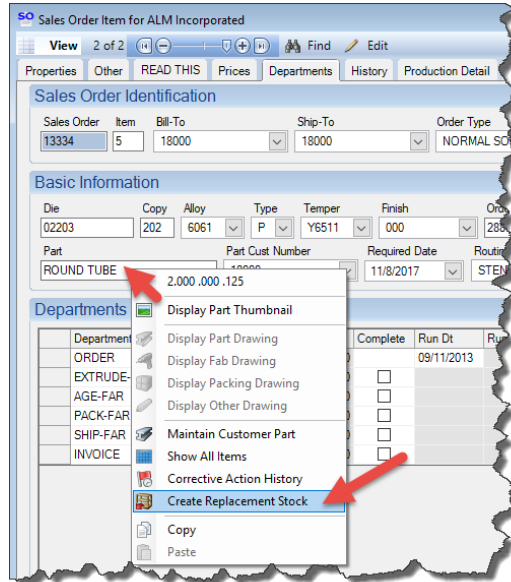 SO Sales Order Item for ALM Incorporated
View 2 of 2 Find Edit
Properties Other READ THIS Prices Departments History Production Detail
Sales Order Identification
Sales Order Item Bill-To Ship-To Order Type
13334 5 18000 18000 NORMAL SO
Basic Information
Die Copy Alloy Type Temper Finish
02203 202 6061 P Y6511 000 288
Part Part Cust Number Required Date
ROUND TUBE 11/8/2017 STEN
2.000 .000 .125
Departments
Display Part Thumbnail
Department Complete Run Dt
Display Part Drawing
ORDER 09/11/2013
Display Fab Drawing
EXTRUDE-
Display Packing Drawing
AGE-FAR
Display Other Drawing
PACK-FAR
SHIP-FAR
Maintain Customer Part
INVOICE
Show All Items
Corrective Action History
Create Replacement Stock
Copy
Paste